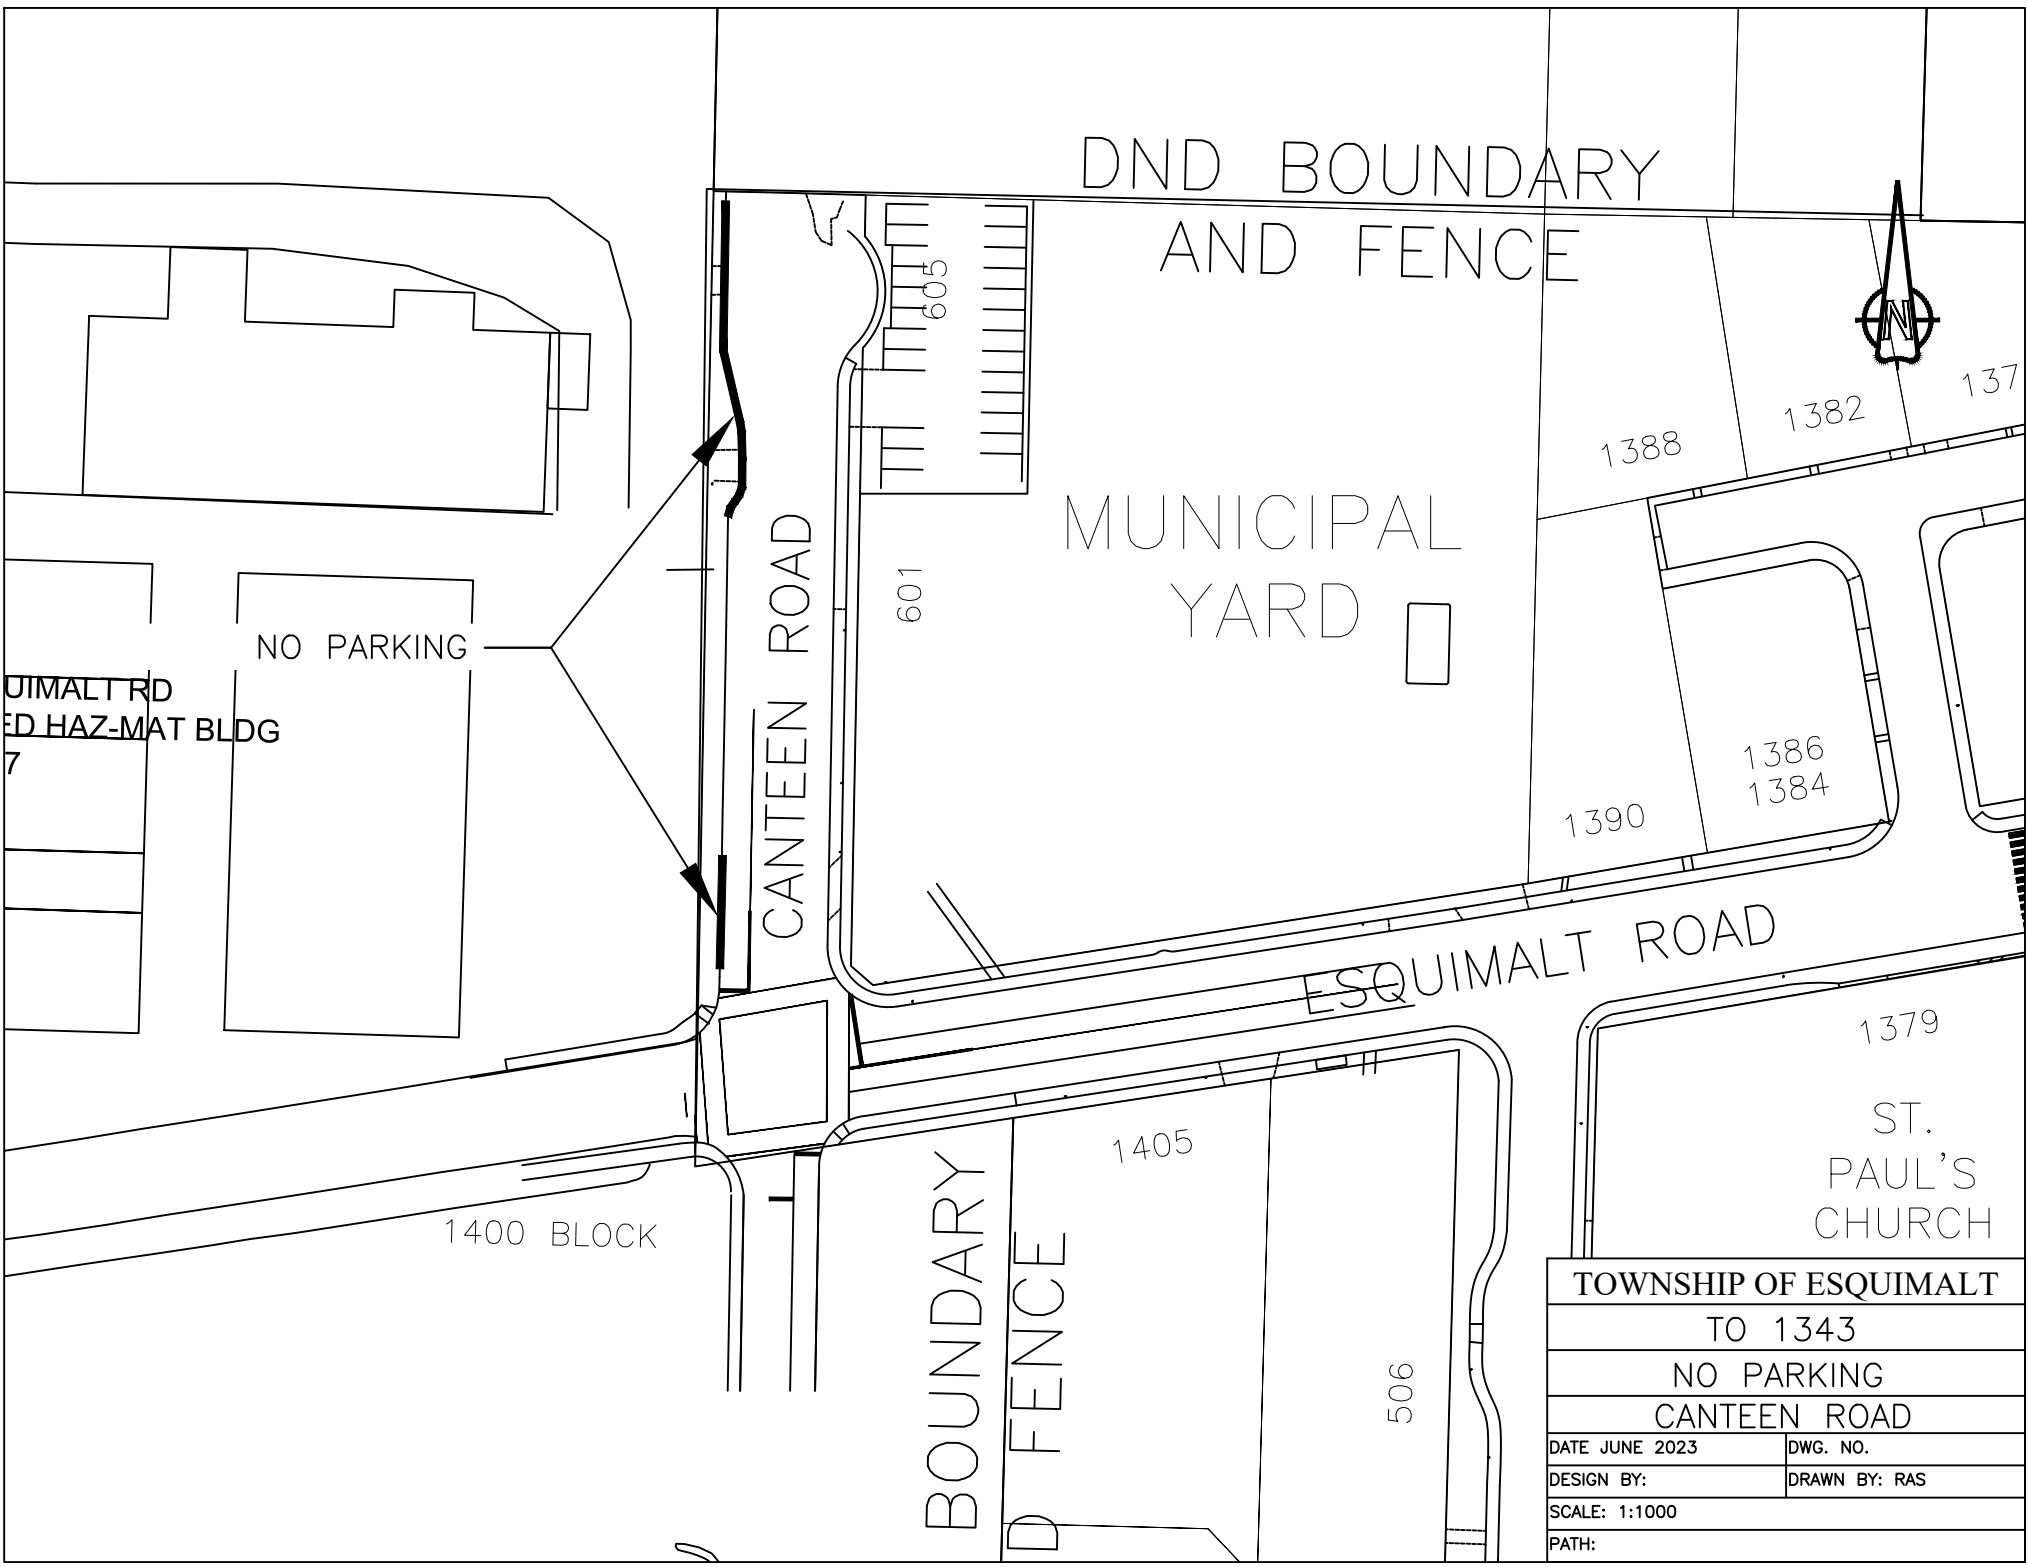 DND BOUNDARY
AND FENCE
N
605
137
1382
1388
MUNICIPAL
YARD
CANTEEN ROAD
601
NO PARKING
UIMALT RD
ED HAZ-MAT BLDG
7
1386
1384
1390
ESQUIMALT ROAD
1379
1405
ST.
PAUL'S
CHURCH
1400 BLOCK
BOUNDARY
D FENCE
506
TOWNSHIP OF ESQUIMALT
TO 1343
NO PARKING
CANTEEN ROAD
DATE JUNE 2023 DWG. NO.
DESIGN BY: DRAWN BY: RAS
SCALE: 1:1000
PATH: